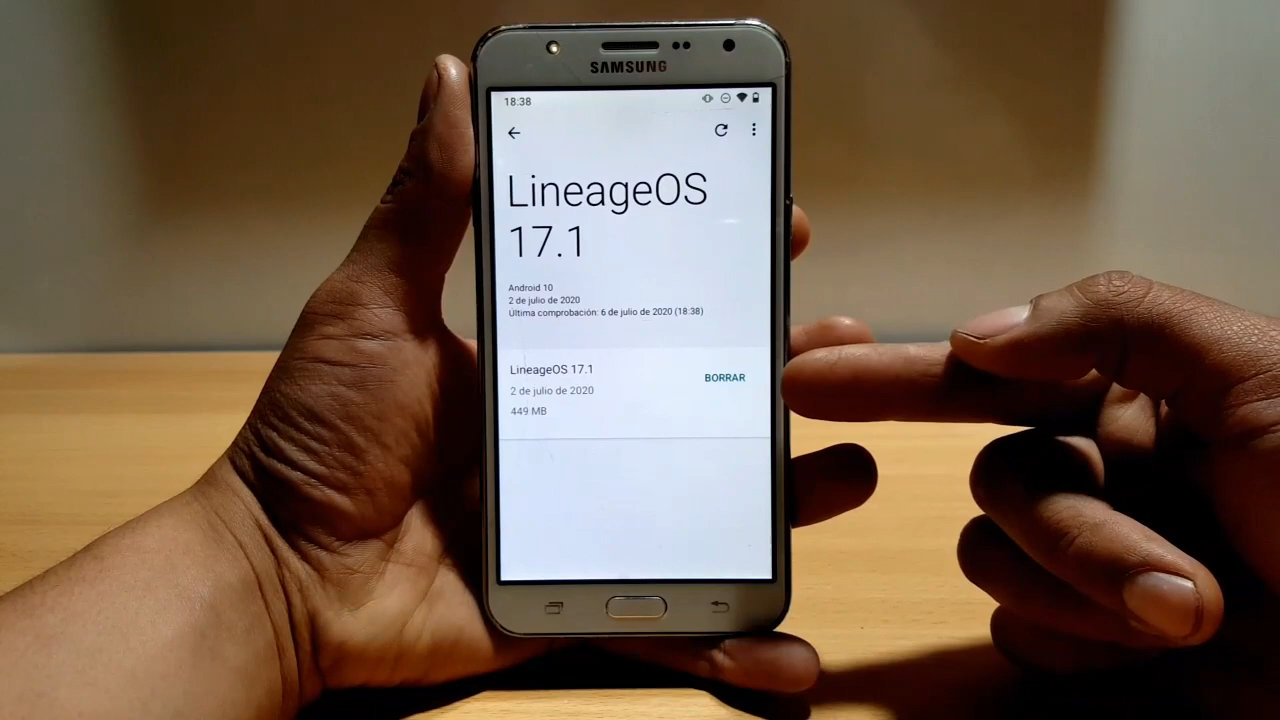 SAMSUNG
18:38
LineageOS
17.1
Android 10
2 de julio de 2020
Última comprobación: 6 de julio de 2020 (18:38)
LineageOS 17.1
BORRAR
2 de julio de 2020
449 MB